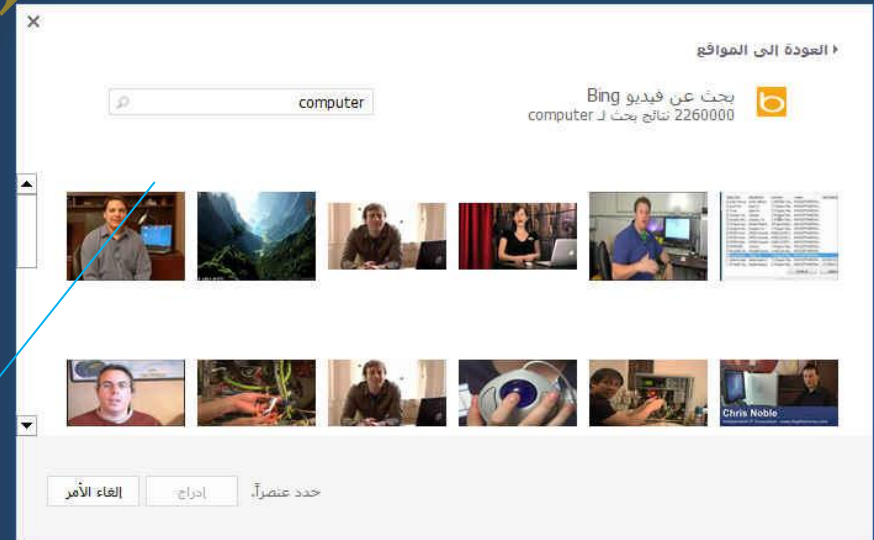 العودة إلى المواقع
بحث عن فيديو Bing
2260000 نتائج بحث لـ computer
computer
Chris Noble
حدد عنصراً.
إدراج
إلغاء الأمر